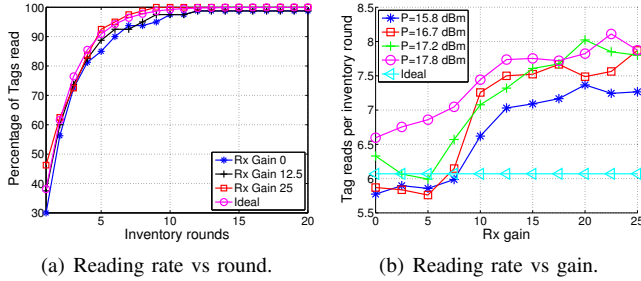 100
90
80
70
60
50
40
30
5
10
15
20
Percentage of Tags read
Inventory rounds
Rx Gain 0
Rx Gain 12.5
Rx Gain 25
Ideal
(a) Reading rate vs round.
8.5
8
7.5
7
6.5
6
5.5
5
0
5
10
15
20
25
Tag reads per inventory round
Rx gain
P=15.8 dBm
P=16.7 dBm
P=17.2 dBm
P=17.8 dBm
Ideal
(b) Reading rate vs gain.